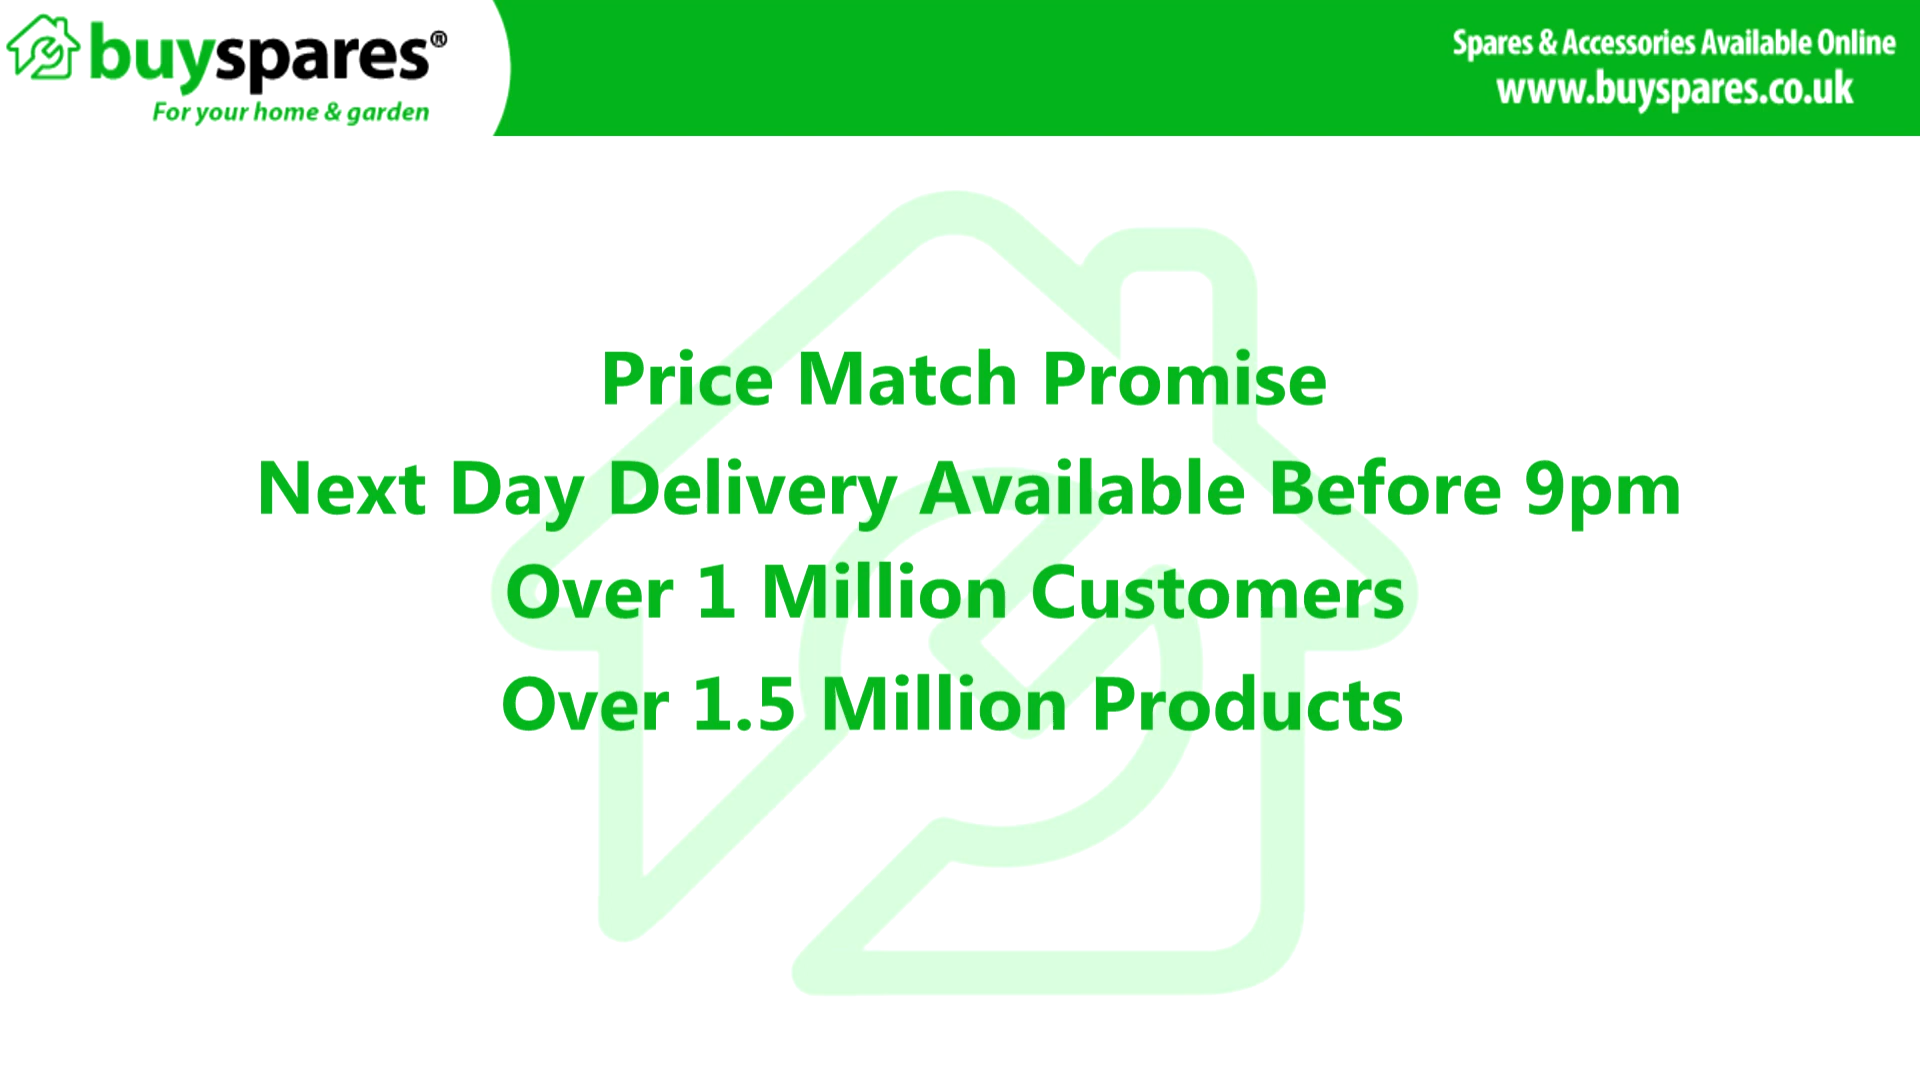 buyspares®
For your home & garden
Spares & Accessories Available Online
www.buyspares.co.uk
Price Match Promise
Next Day Delivery Available Before 9pm
Over 1 Million Customers
Over 1.5 Million Products